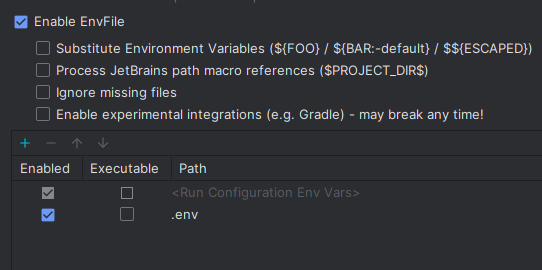 Enable EnvFile
Substitute Environment Variables (${FOO} / ${BAR:-default} / $${ESCAPED})
Process JetBrains path macro references ($PROJECT_DIR$)
Ignore missing files
Enable experimental integrations (e.g. Gradle) - may break any time!
Enabled Executable Path
<Run Configuration Env Vars>
.env